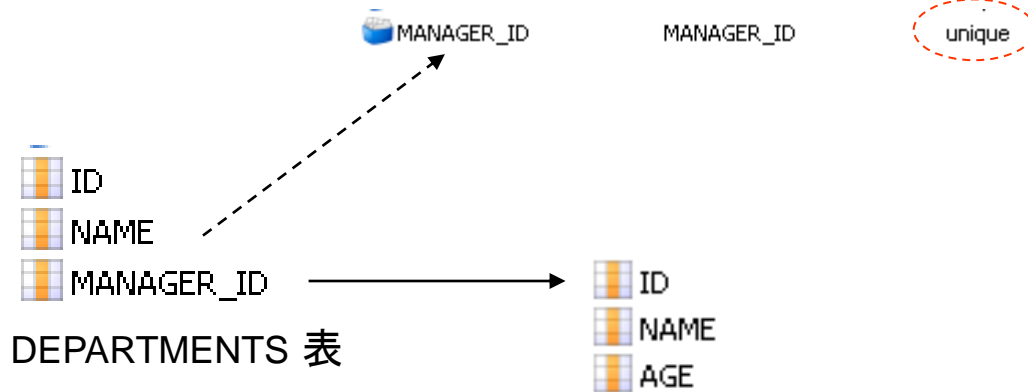 MANAGER_ID MANAGER_ID unique
ID
NAME
MANAGER_ID
DEPARTMENTS 表
ID
NAME
AGE